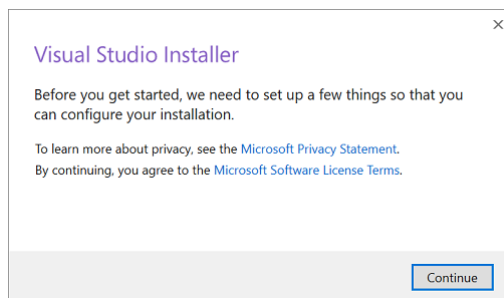 Visual Studio Installer
Before you get started, we need to set up a few things so that you
can configure your installation.
To learn more about privacy, see the Microsoft Privacy Statement.
By continuing, you agree to the Microsoft Software License Terms.
Continue